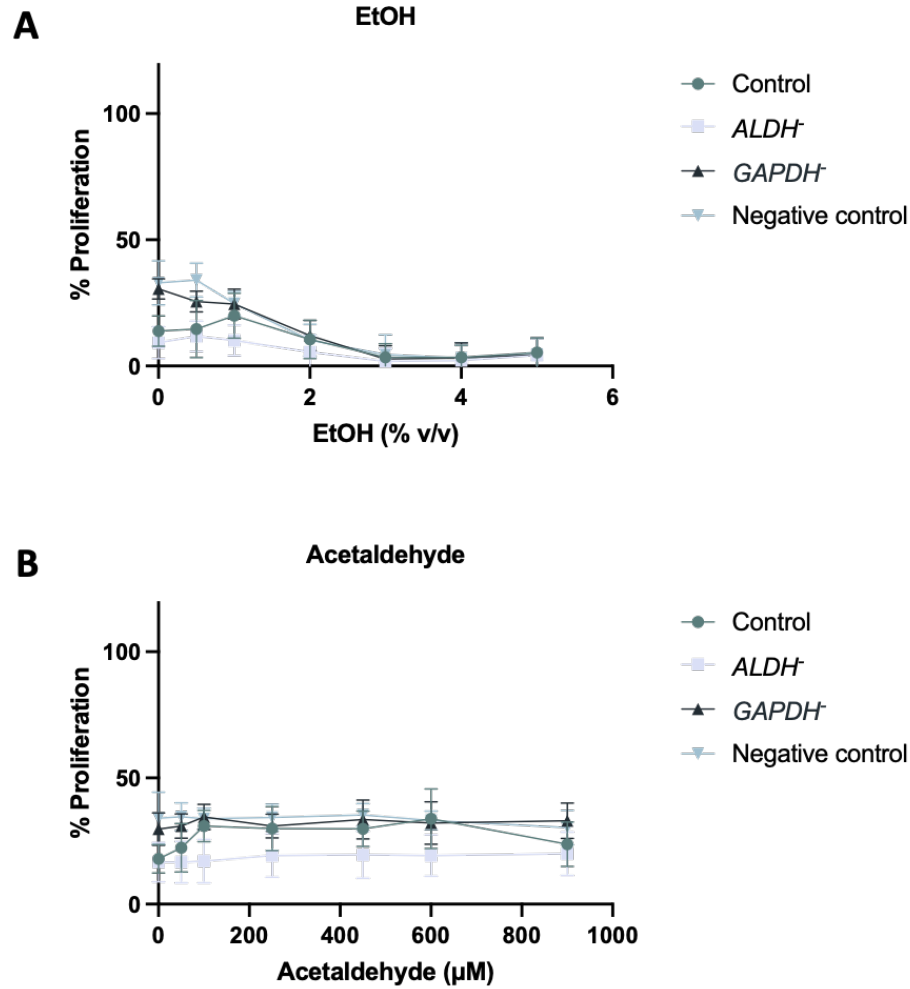 A
EtOH
% Proliferation
100
50
0
0
2
4
6
EtOH (% v/v)
Control
ALDH-
GAPDH-
Negative control
B
Acetaldehyde
% Proliferation
100
50
0
0
200
400
600
800
1000
Acetaldehyde (µM)
Control
ALDH-
GAPDH-
Negative control